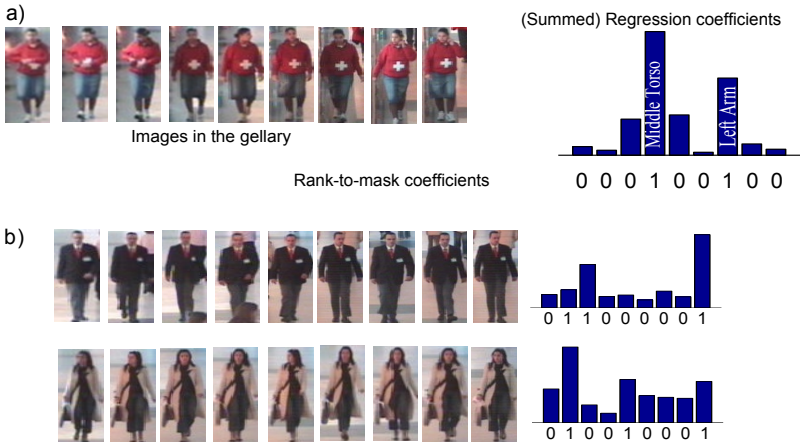 a)
(Summed) Regression coefficients
Middle Torso
Left Arm
Images in the gellary
Rank-to-mask coefficients
0 0 0 1 0 0 1 0 0
b)
0 1 1 0 0 0 0 0 1
0 1 0 0 1 0 0 0 1